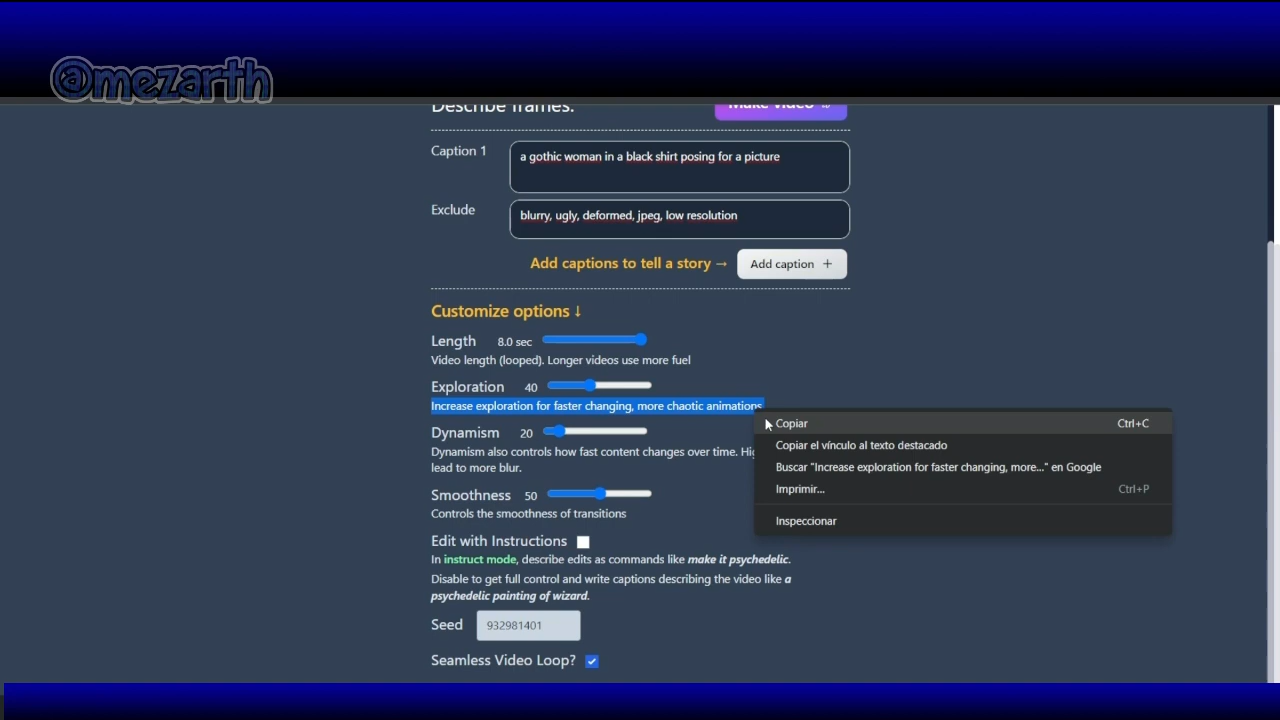 @mezarth
Describe frames.
Make video
Caption 1
a gothic woman in a black shirt posing for a picture
Exclude
blurry, ugly, deformed, jpeg, low resolution
Add captions to tell a story →
Add caption +
Customize options ↓
Length 8.0 sec
Video length (looped). Longer videos use more fuel
Exploration 40
Increase exploration for faster changing, more chaotic animations
Dynamism 20
Dynamism also controls how fast content changes over time.
lead to more blur.
Smoothness 50
Controls the smoothness of transitions
Edit with Instructions
In instruct mode, describe edits as commands like make it psychedelic.
Disable to get full control and write captions describing the video like a
psychedelic painting of wizard.
Seed 932981401
Seamless Video Loop?
Copiar Ctrl+C
Copiar el vínculo al texto destacado
Buscar "Increase exploration for faster changing, more..." en Google
Imprimir... Ctrl+P
Inspeccionar